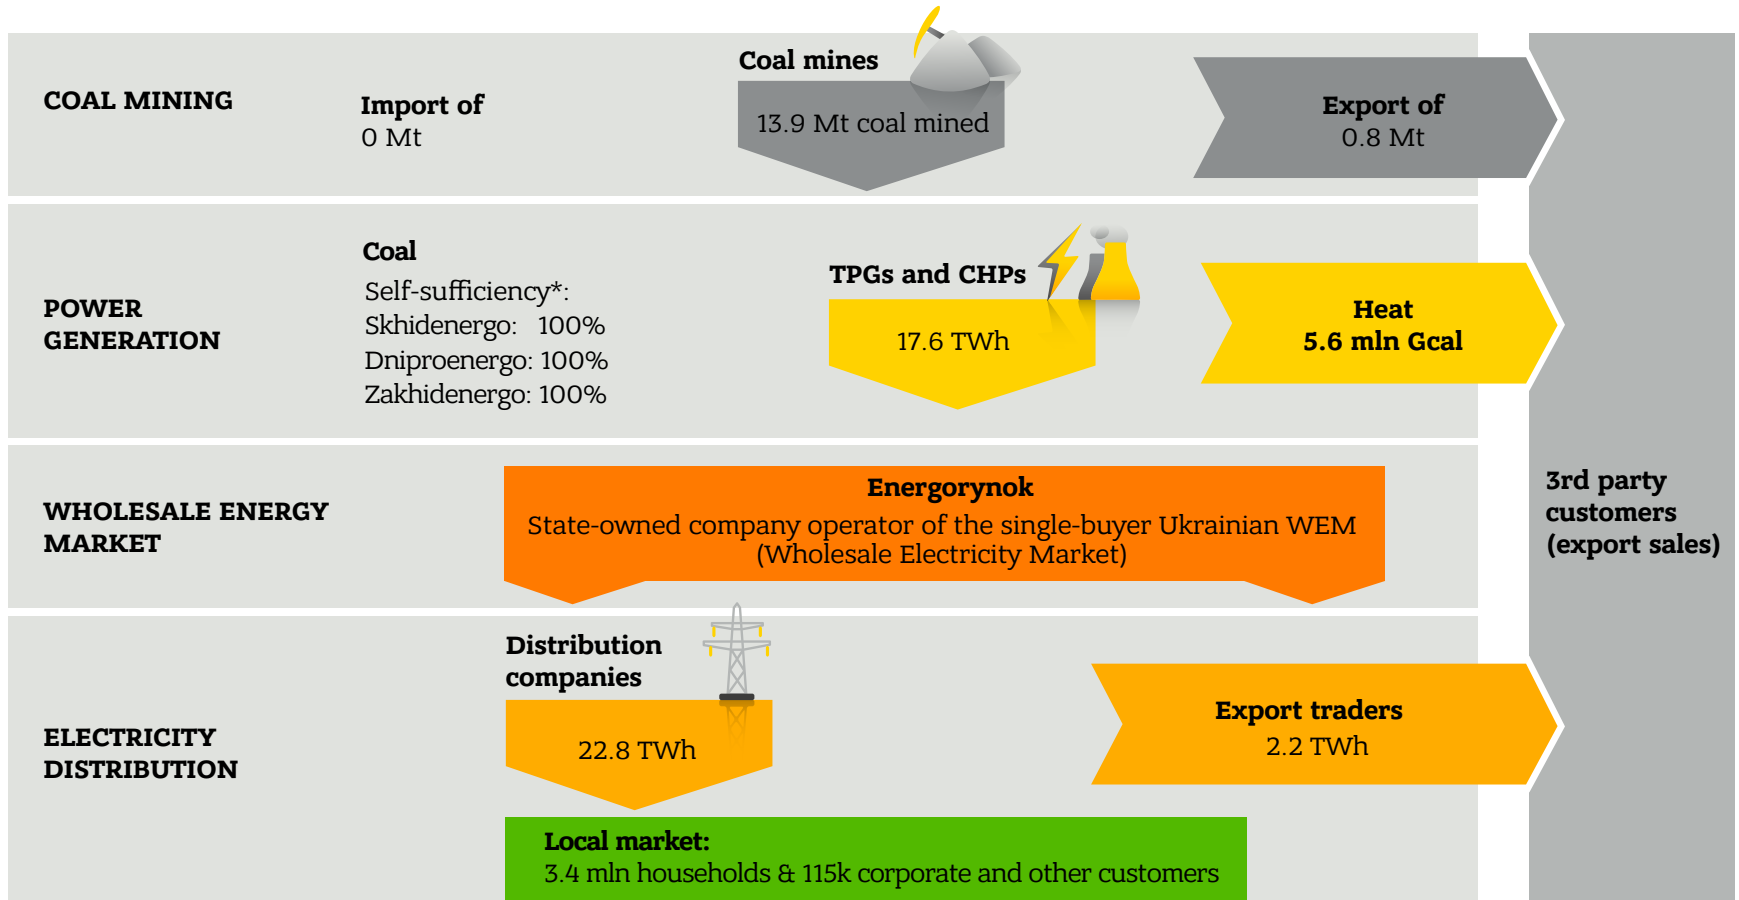 COAL MINING
Import of
0 Mt
Coal mines
13.9 Mt coal mined
Export of
0.8 Mt
POWER
GENERATION
Coal
Self-sufficiency*:
Skhidenergo: 100%
Dniproenergo: 100%
Zakhidenergo: 100%
TPGs and CHPs
17.6 TWh
Heat
5.6 mln Gcal
WHOLESALE ENERGY
MARKET
Energorynok
State-owned company operator of the single-buyer Ukrainian WEM
(Wholesale Electricity Market)
3rd party
customers
(export sales)
ELECTRICITY
DISTRIBUTION
Distribution
companies
22.8 TWh
Export traders
2.2 TWh
Local market:
3.4 mln households & 115k corporate and other customers